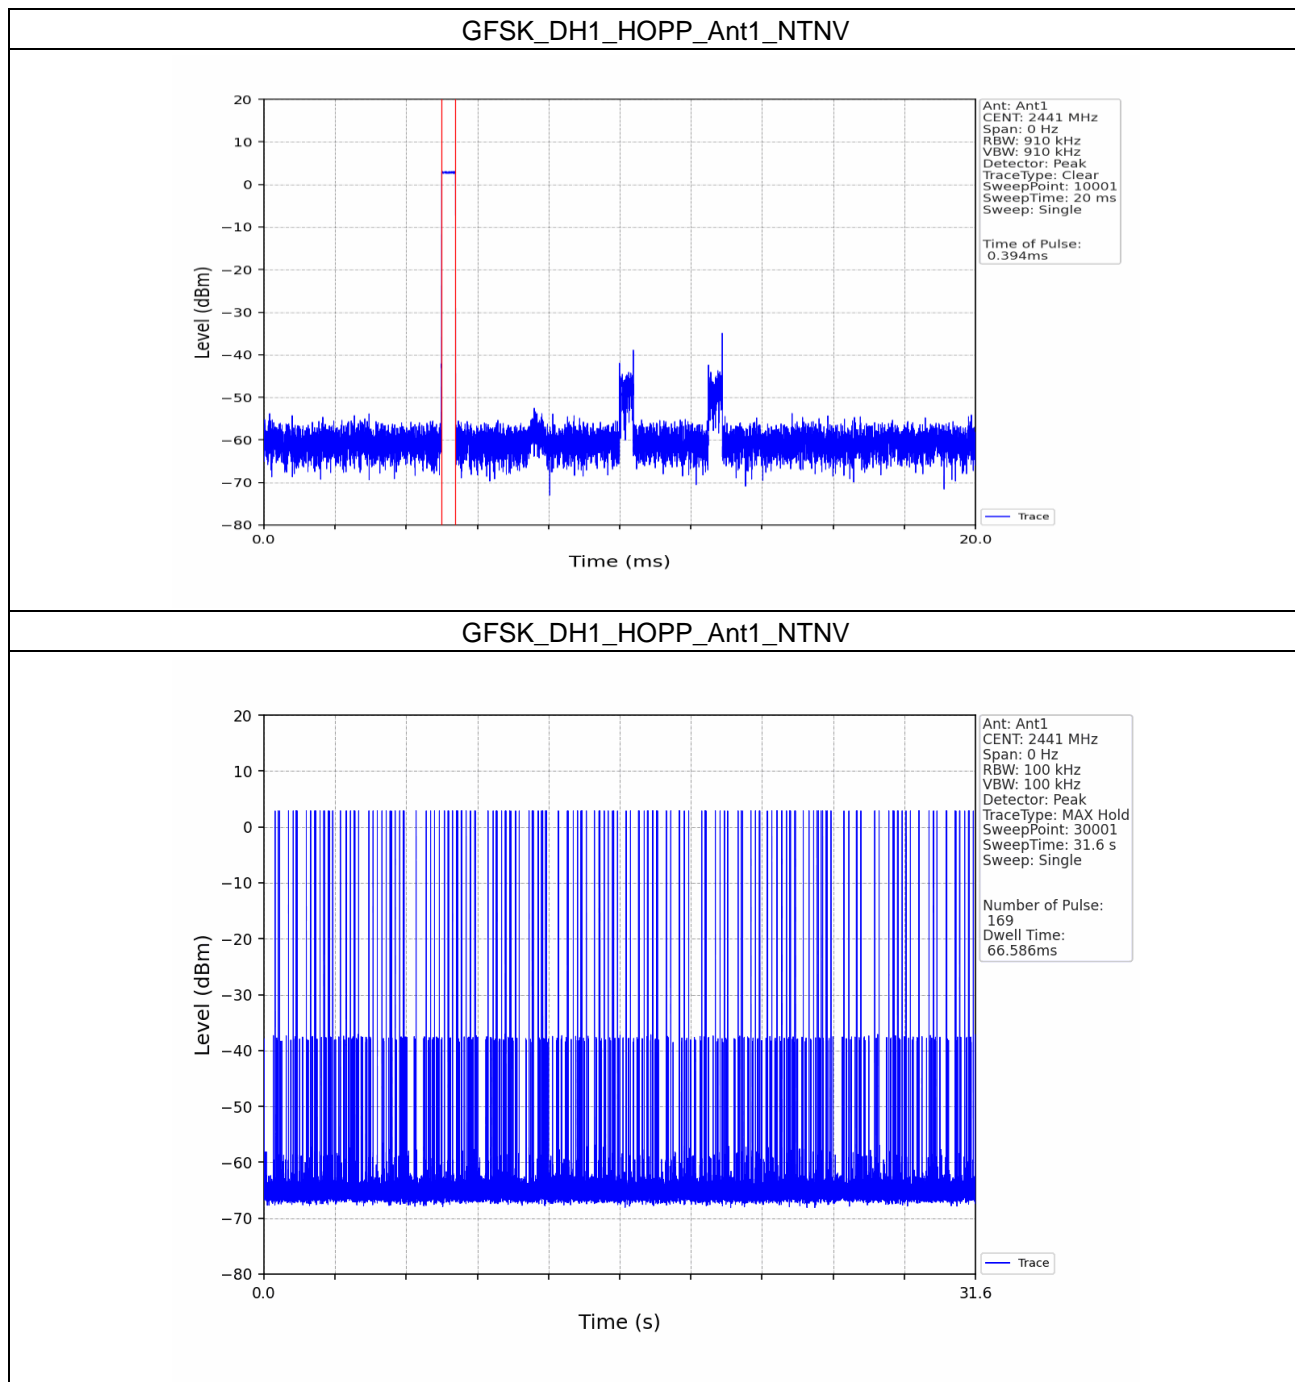 GFSK_DH1_HOPP_Ant1_NTNV
20
10
0
−10
−20
−30
−40
−50
−60
−70
−80
Level (dBm)
0.0
20.0
Time (ms)
Ant: Ant1
CENT: 2441 MHz
Span: 0 Hz
RBW: 910 kHz
VBW: 910 kHz
Detector: Peak
TraceType: Clear
SweepPoint: 10001
SweepTime: 20 ms
Sweep: Single
Time of Pulse:
0.394ms
Trace
GFSK_DH1_HOPP_Ant1_NTNV
20
10
0
−10
−20
−30
−40
−50
−60
−70
−80
Level (dBm)
0.0
31.6
Time (s)
Ant: Ant1
CENT: 2441 MHz
Span: 0 Hz
RBW: 100 kHz
VBW: 100 kHz
Detector: Peak
TraceType: MAX Hold
SweepPoint: 30001
SweepTime: 31.6 s
Sweep: Single
Number of Pulse:
169
Dwell Time:
66.586ms
Trace